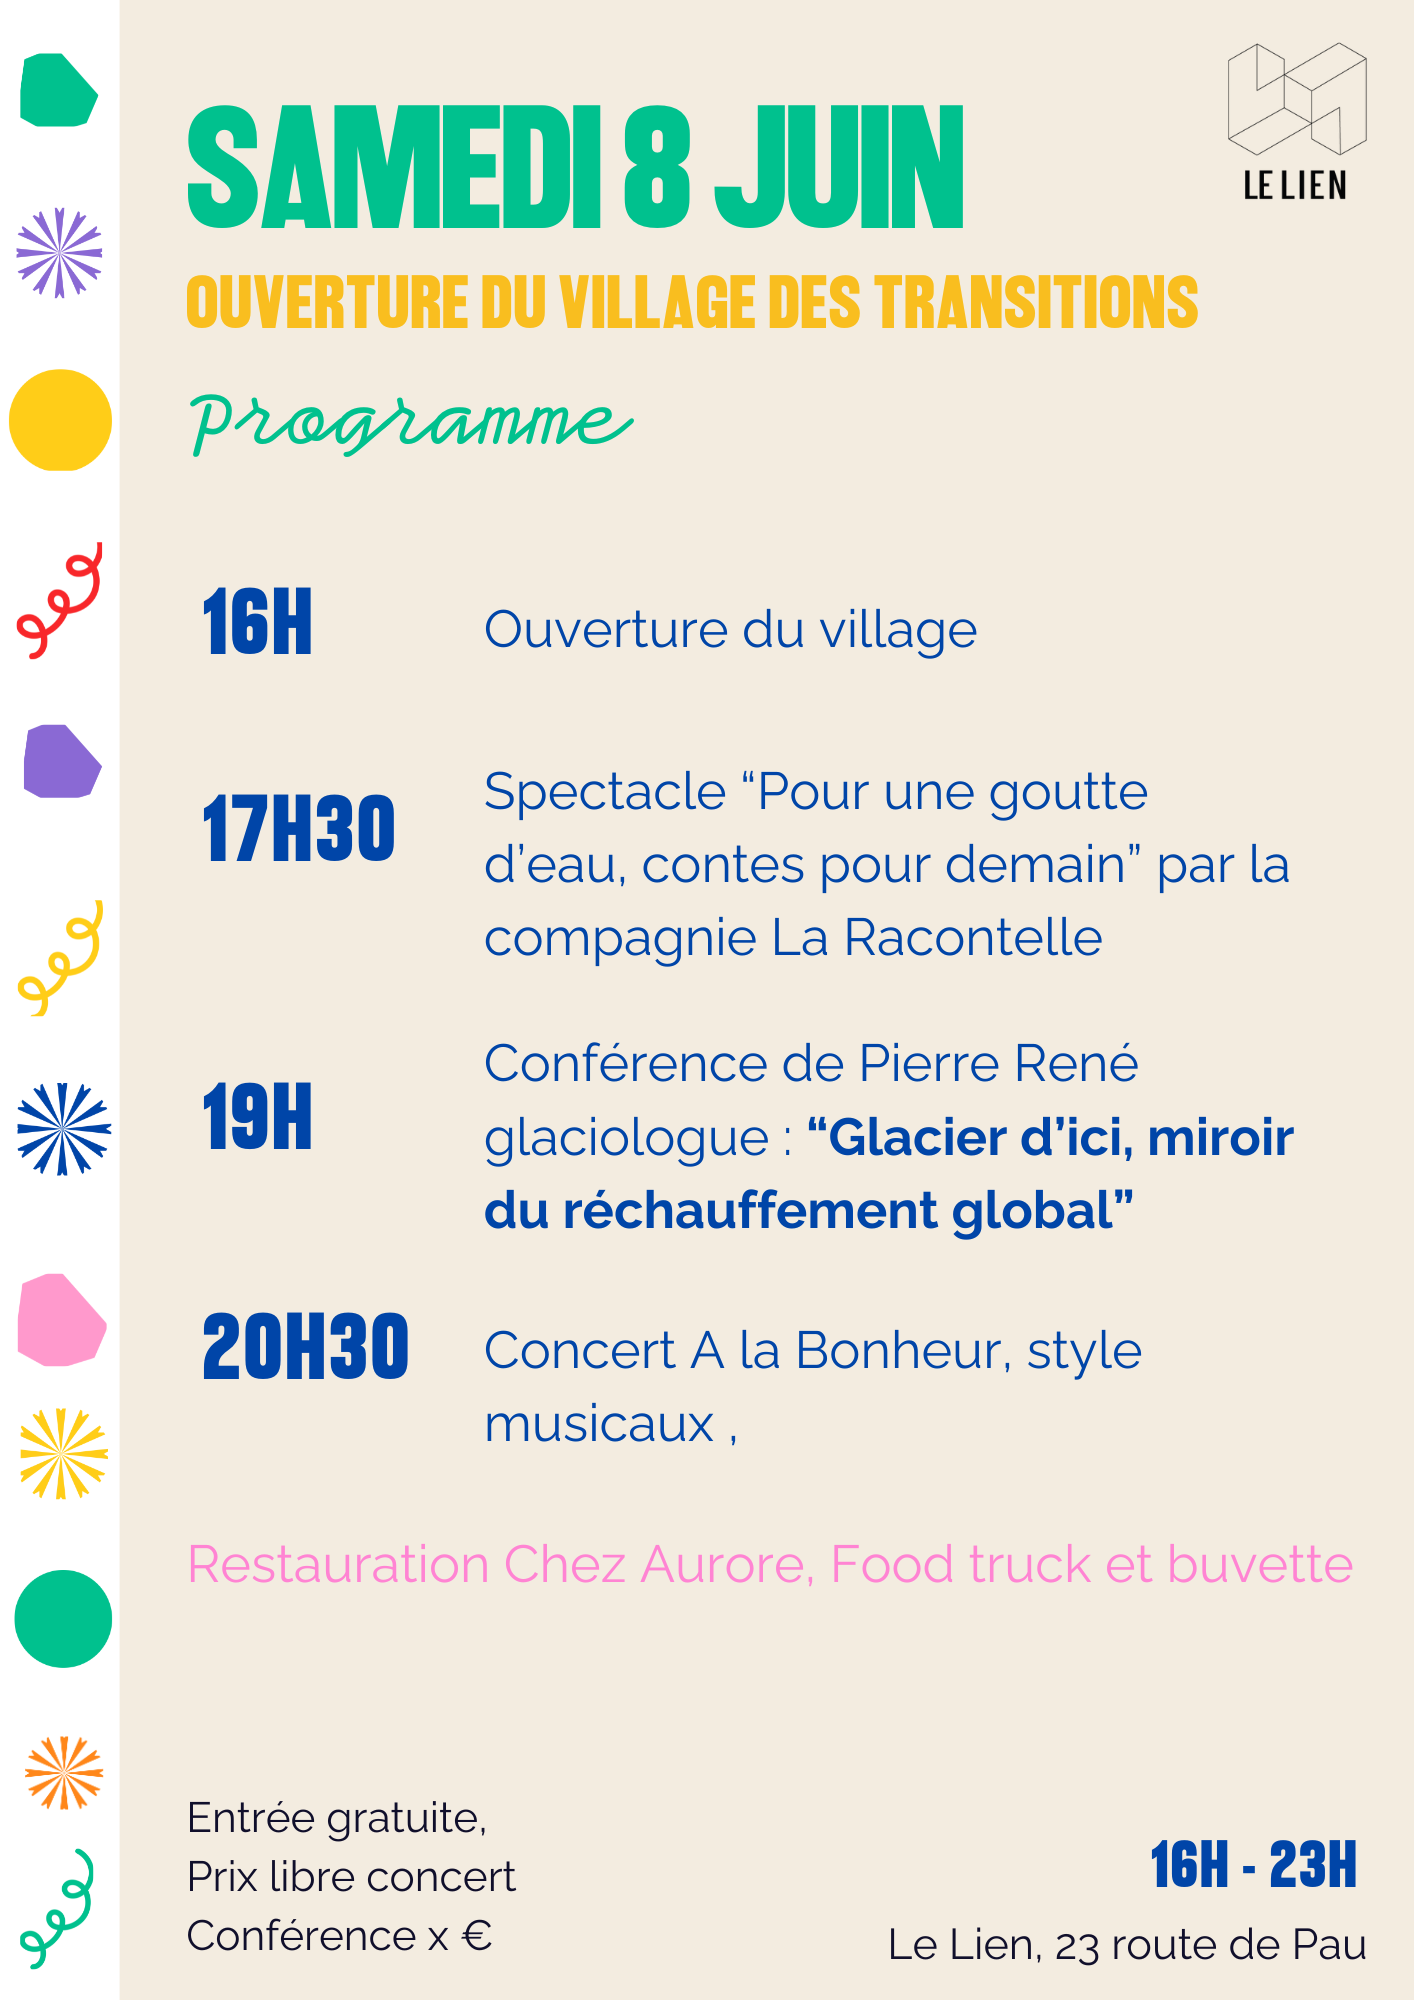 LE LIEN
SAMEDI 8 JUIN
OUVERTURE DU VILLAGE DES TRANSITIONS
Programme
16H
Ouverture du village
17H30
Spectacle “Pour une goutte
d’eau, contes pour demain” par la
compagnie La Racontelle
19H
Conférence de Pierre René
glaciologue : “Glacier d’ici, miroir
du réchauffement global”
20H30
Concert A la Bonheur, style
musicaux ,
Restauration Chez Aurore, Food truck et buvette
Entrée gratuite,
Prix libre concert
Conférence x €
16H - 23H
Le Lien, 23 route de Pau